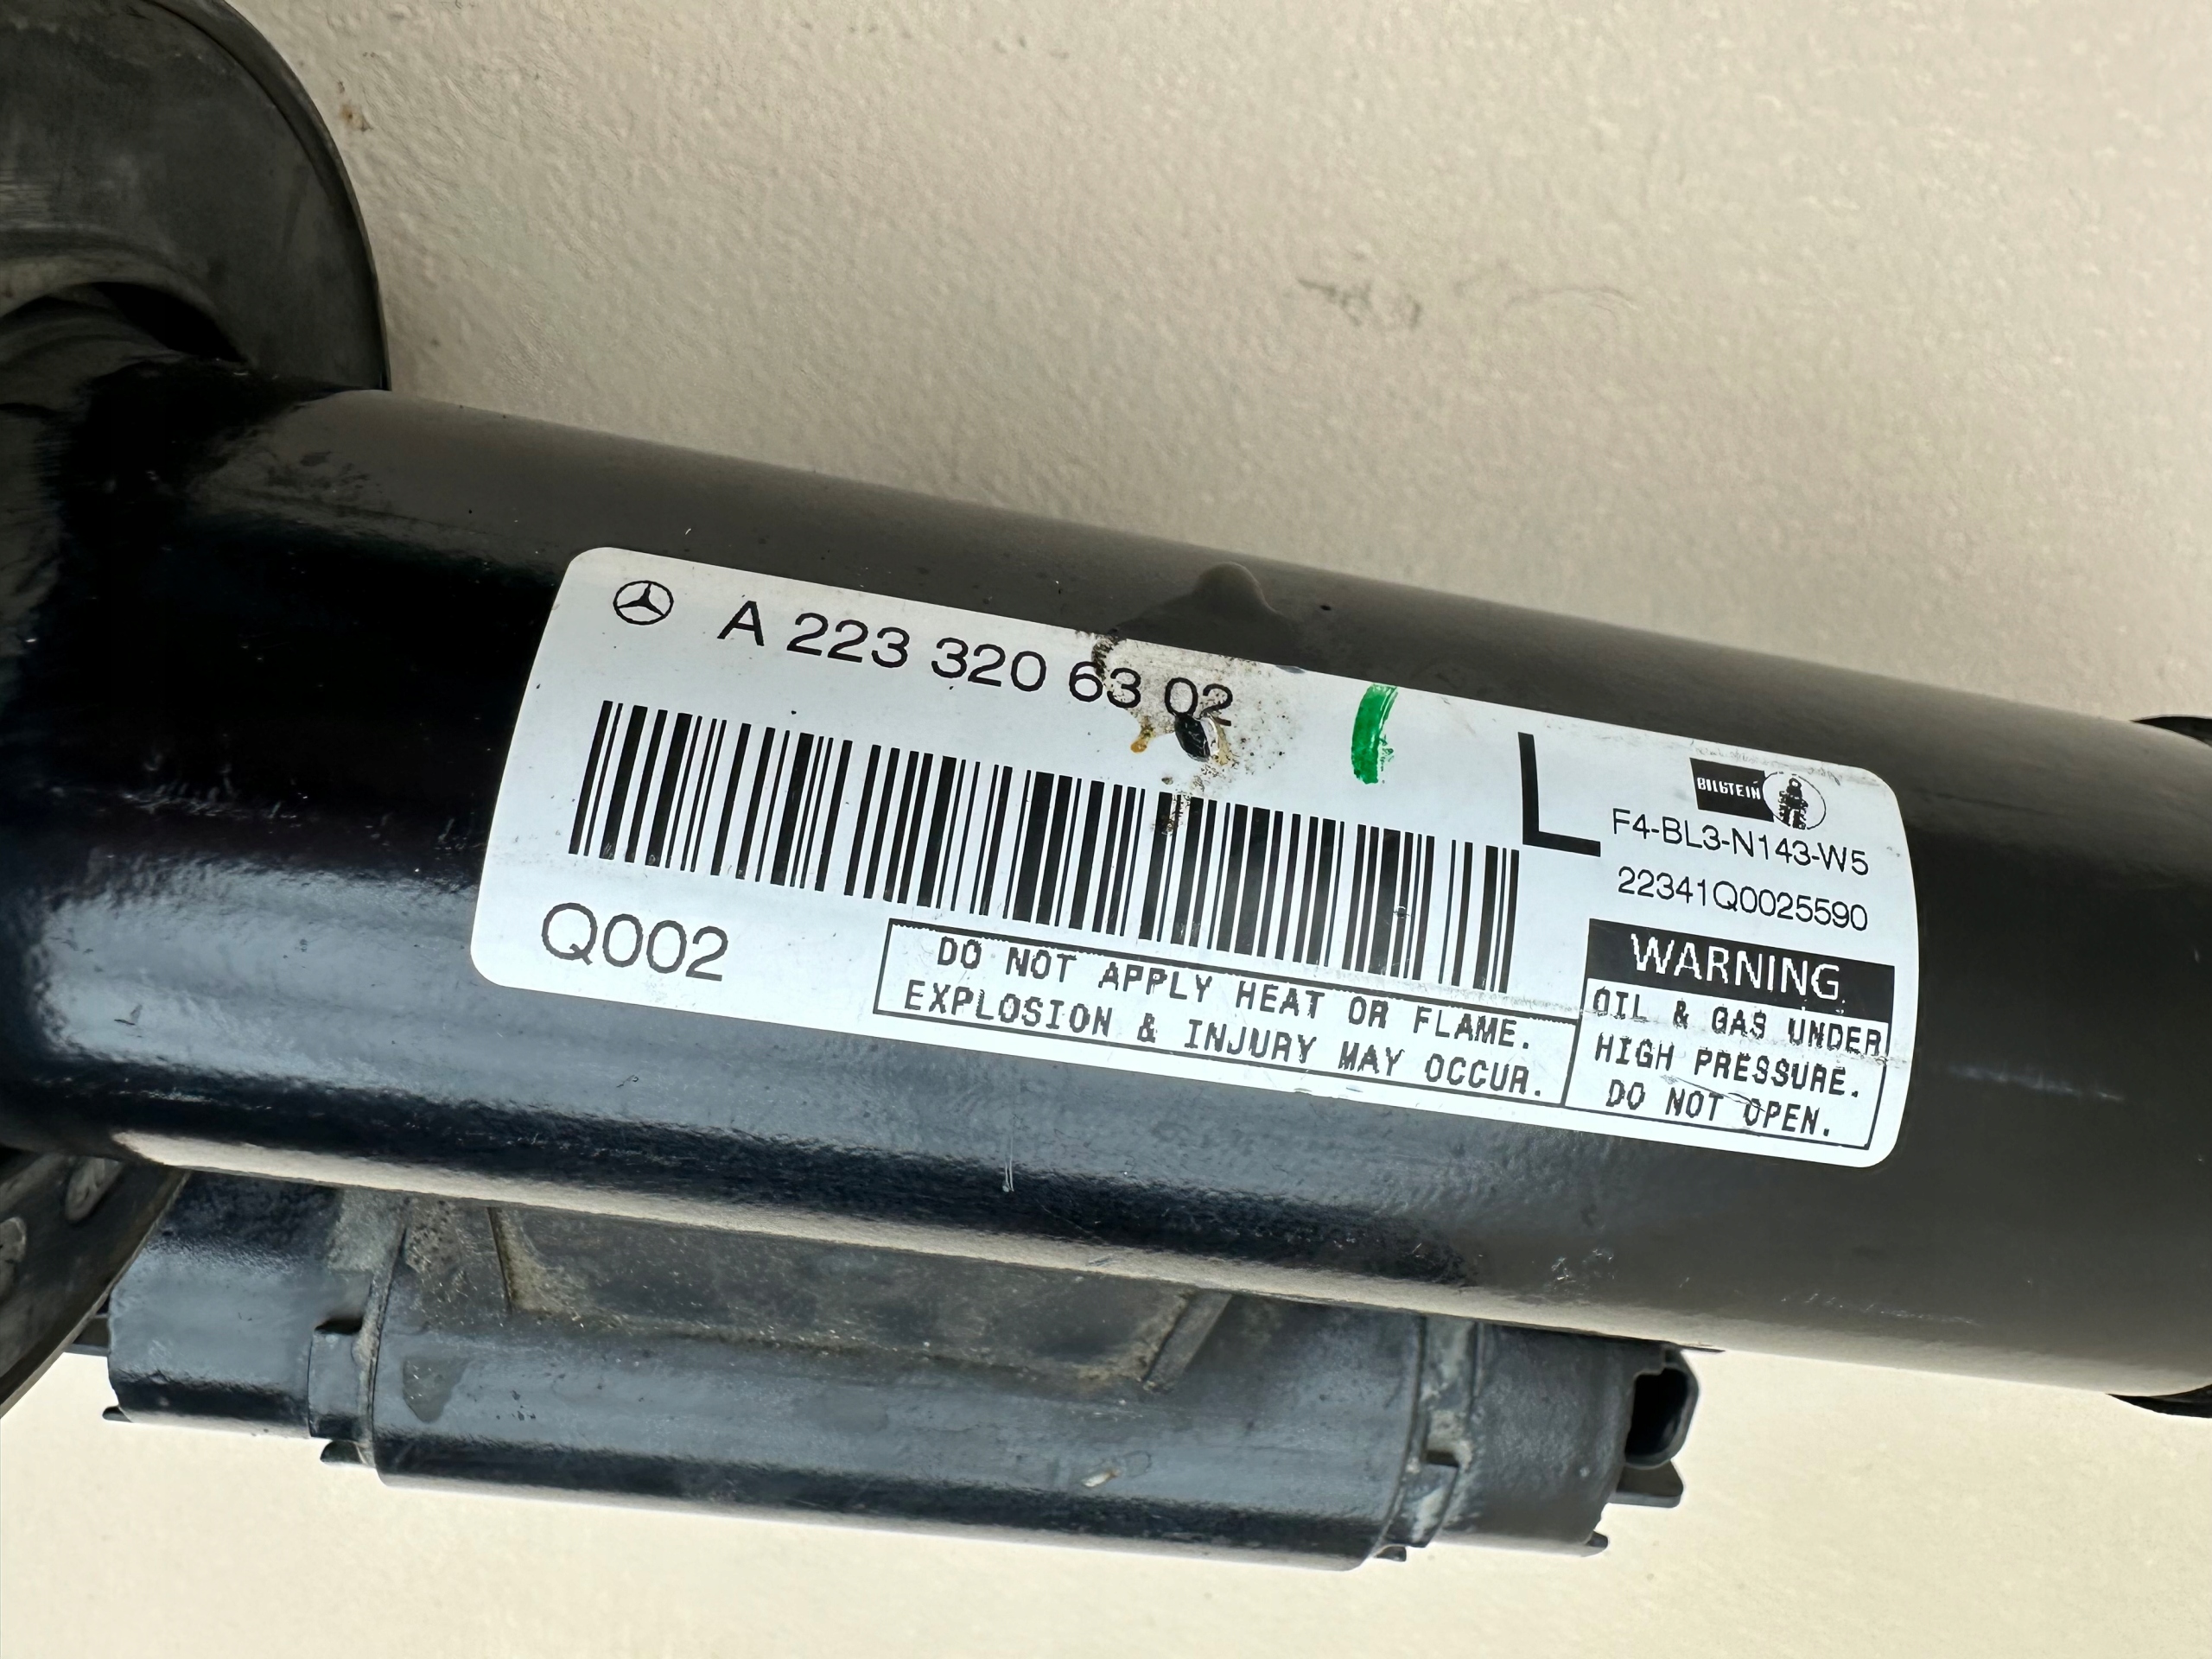 A 223 320 63 02
L
BILSTEIN
F4-BL3-N143-W5
22341Q0025590
Q002
DO NOT APPLY HEAT OR FLAME.
EXPLOSION & INJURY MAY OCCUR.
WARNING
OIL & GAS UNDER
HIGH PRESSURE.
DO NOT OPEN.